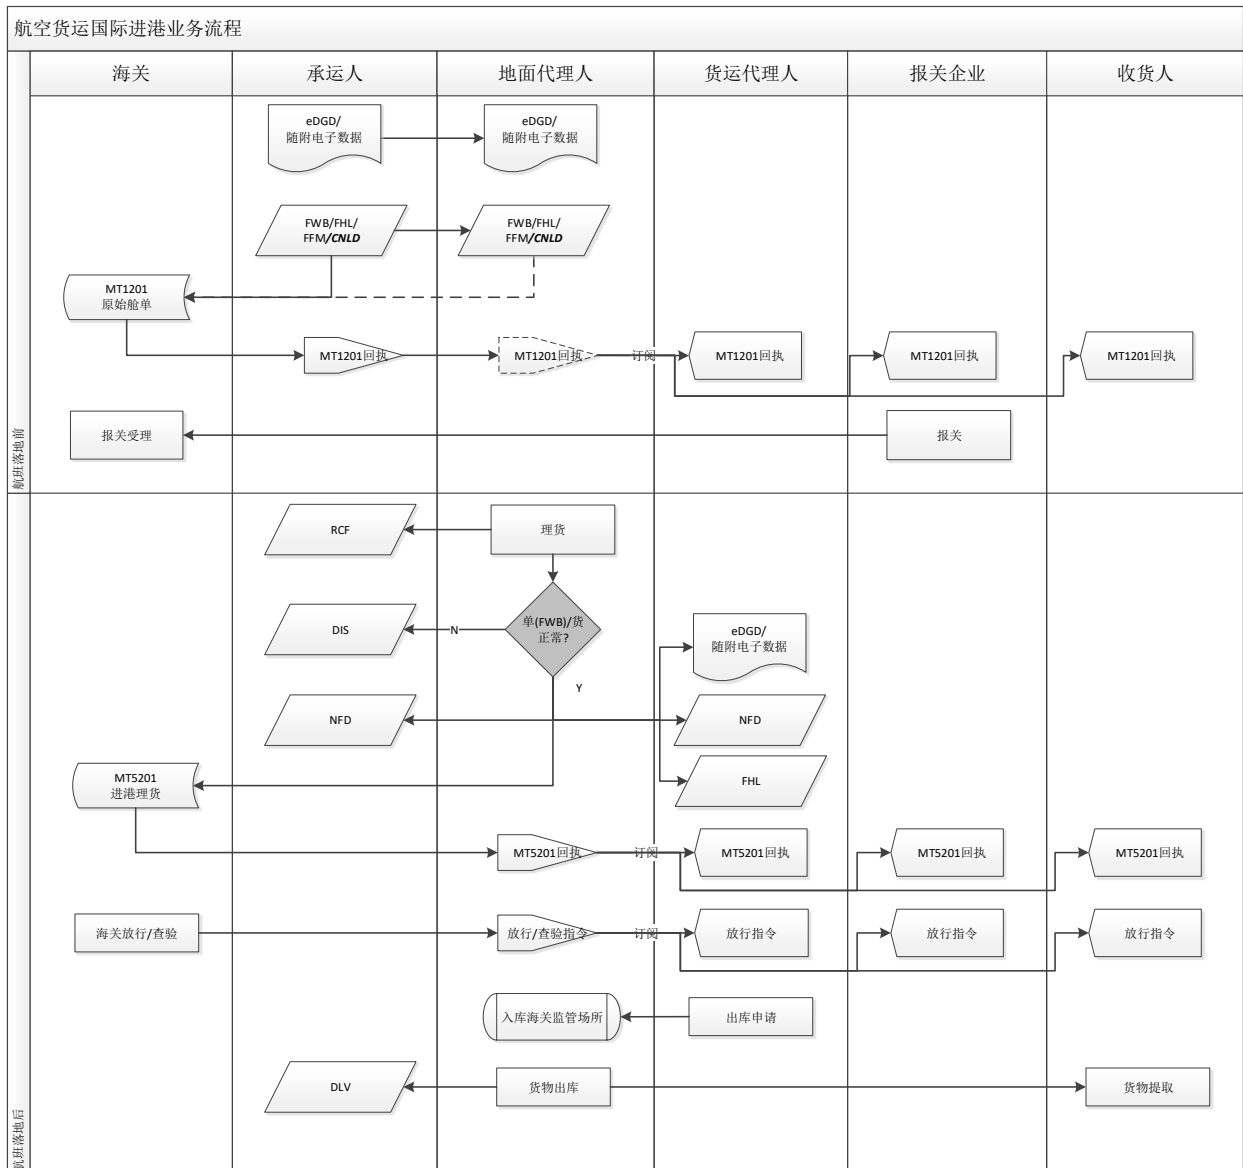 航空货运国际进港业务流程
海关
承运人
地面代理人
货运代理人
报关企业
收货人
航班落地前
eDGD/
随附电子数据
eDGD/
随附电子数据
FWB/FHL/
FFM/CNLD
FWB/FHL/
FFM/CNLD
MT1201
原始舱单
MT1201回执
MT1201回执
订阅
MT1201回执
MT1201回执
MT1201回执
报关受理
报关
航班落地后
RCF
理货
DIS
N
单(FWB)/货
正常?
eDGD/
随附电子数据
Y
NFD
NFD
MT5201
进港理货
FHL
MT5201回执
订阅
MT5201回执
MT5201回执
MT5201回执
海关放行/查验
放行/查验指令
订阅
放行指令
放行指令
放行指令
入库海关监管场所
出库申请
DLV
货物出库
货物提取